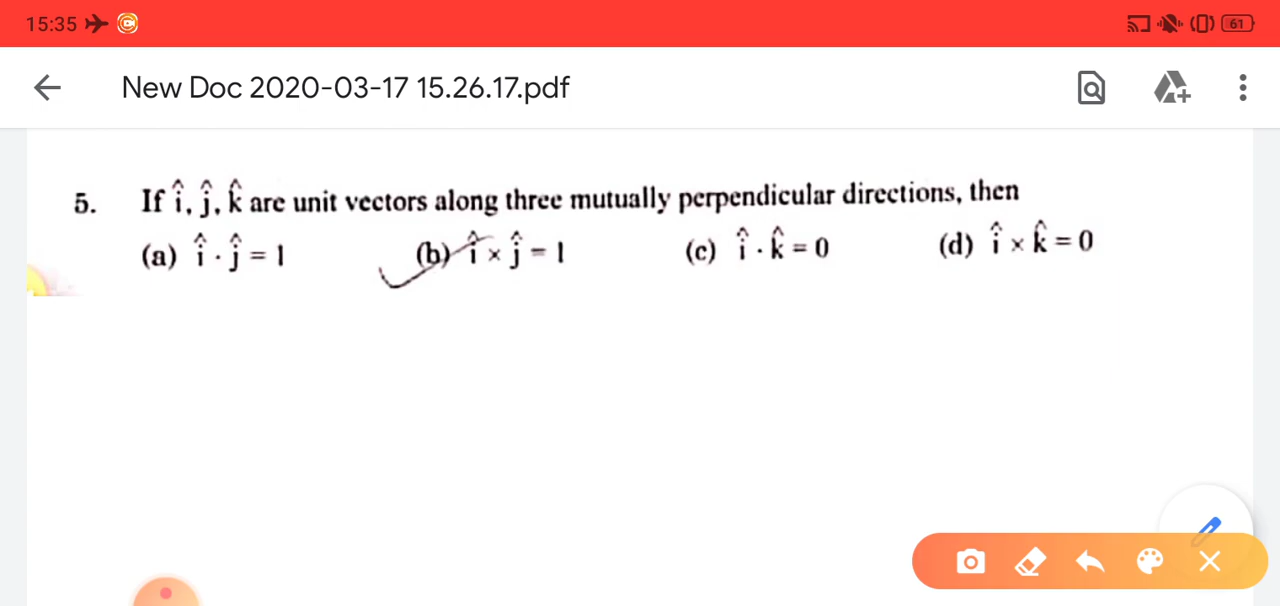 15:35 61
New Doc 2020-03-17 15.26.17.pdf
5. If î, ĵ, k̂ are unit vectors along three mutually perpendicular directions, then
(a) î · ĵ = 1 (b) î × ĵ = 1 (c) î · k̂ = 0 (d) î × k̂ = 0